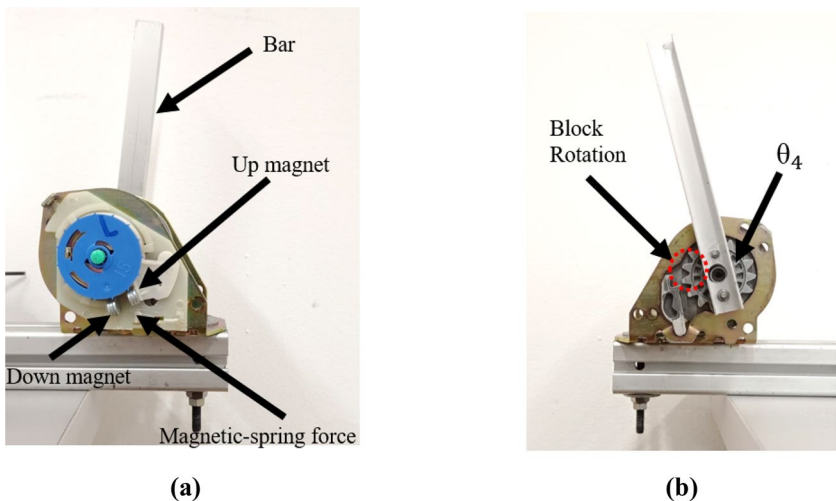 Bar
Up magnet
Down magnet
Magnetic-spring force
(a)
Block
Rotation
θ₄
(b)